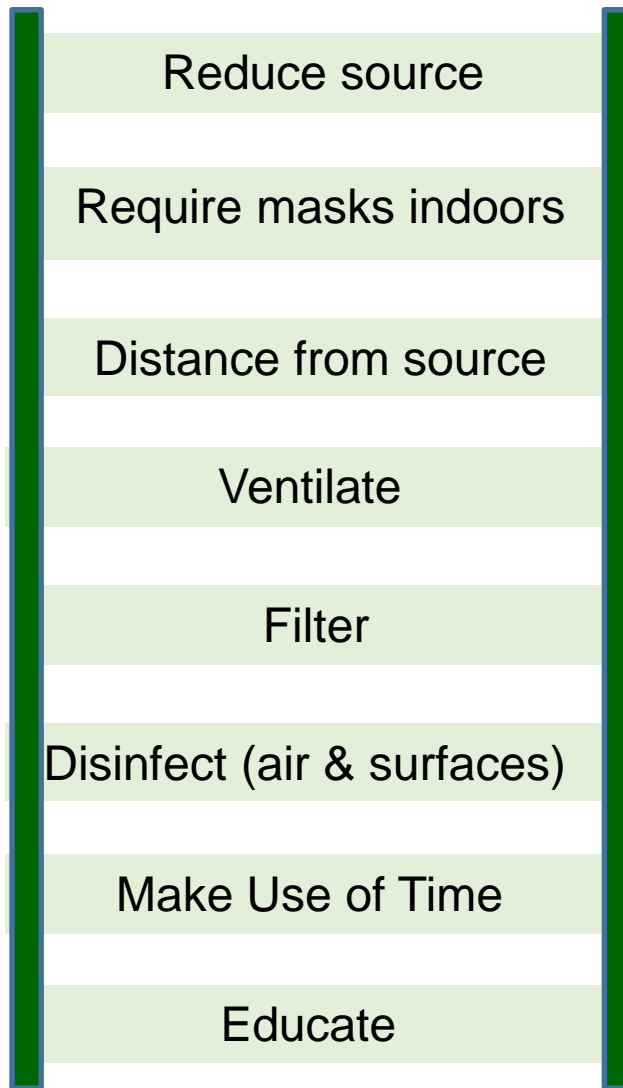 Reduce source
Require masks indoors
Distance from source
Ventilate
Filter
Disinfect (air & surfaces)
Make Use of Time
Educate